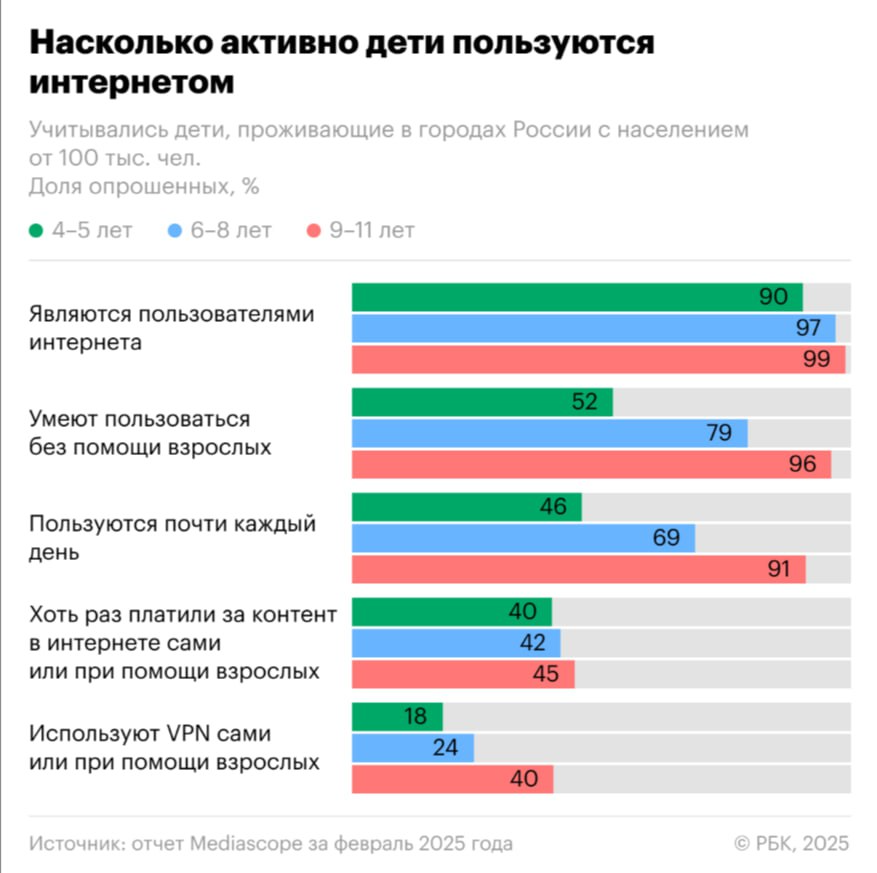 Насколько активно дети пользуются
интернетом
Учитывались дети, проживающие в городах России с населением
от 100 тыс. чел.
Доля опрошенных, %
4–5 лет 6–8 лет 9–11 лет
Являются пользователями
интернета
90
97
99
Умеют пользоваться
без помощи взрослых
52
79
96
Пользуются почти каждый
день
46
69
91
Хоть раз платили за контент
в интернете сами
или при помощи взрослых
40
42
45
Используют VPN сами
или при помощи взрослых
18
24
40
Источник: отчет Mediascope за февраль 2025 года
© РБК, 2025